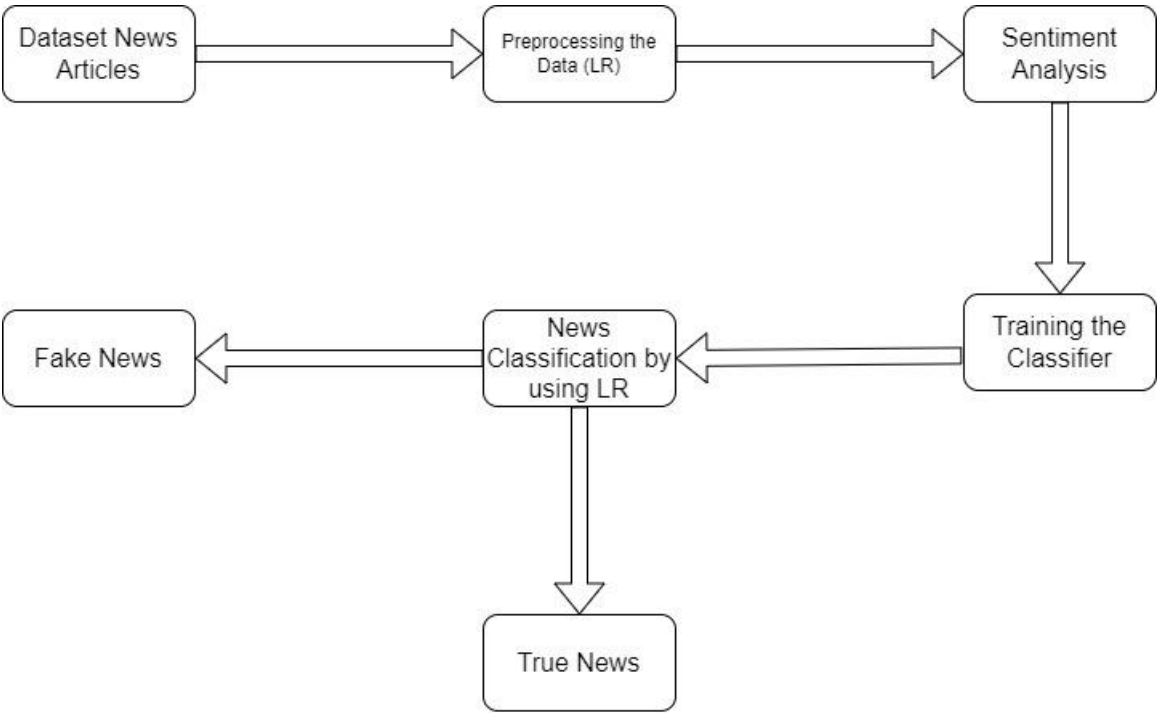 Dataset News
Articles
Preprocessing the
Data (LR)
Sentiment
Analysis
Training the
Classifier
News
Classification by
using LR
Fake News
True News